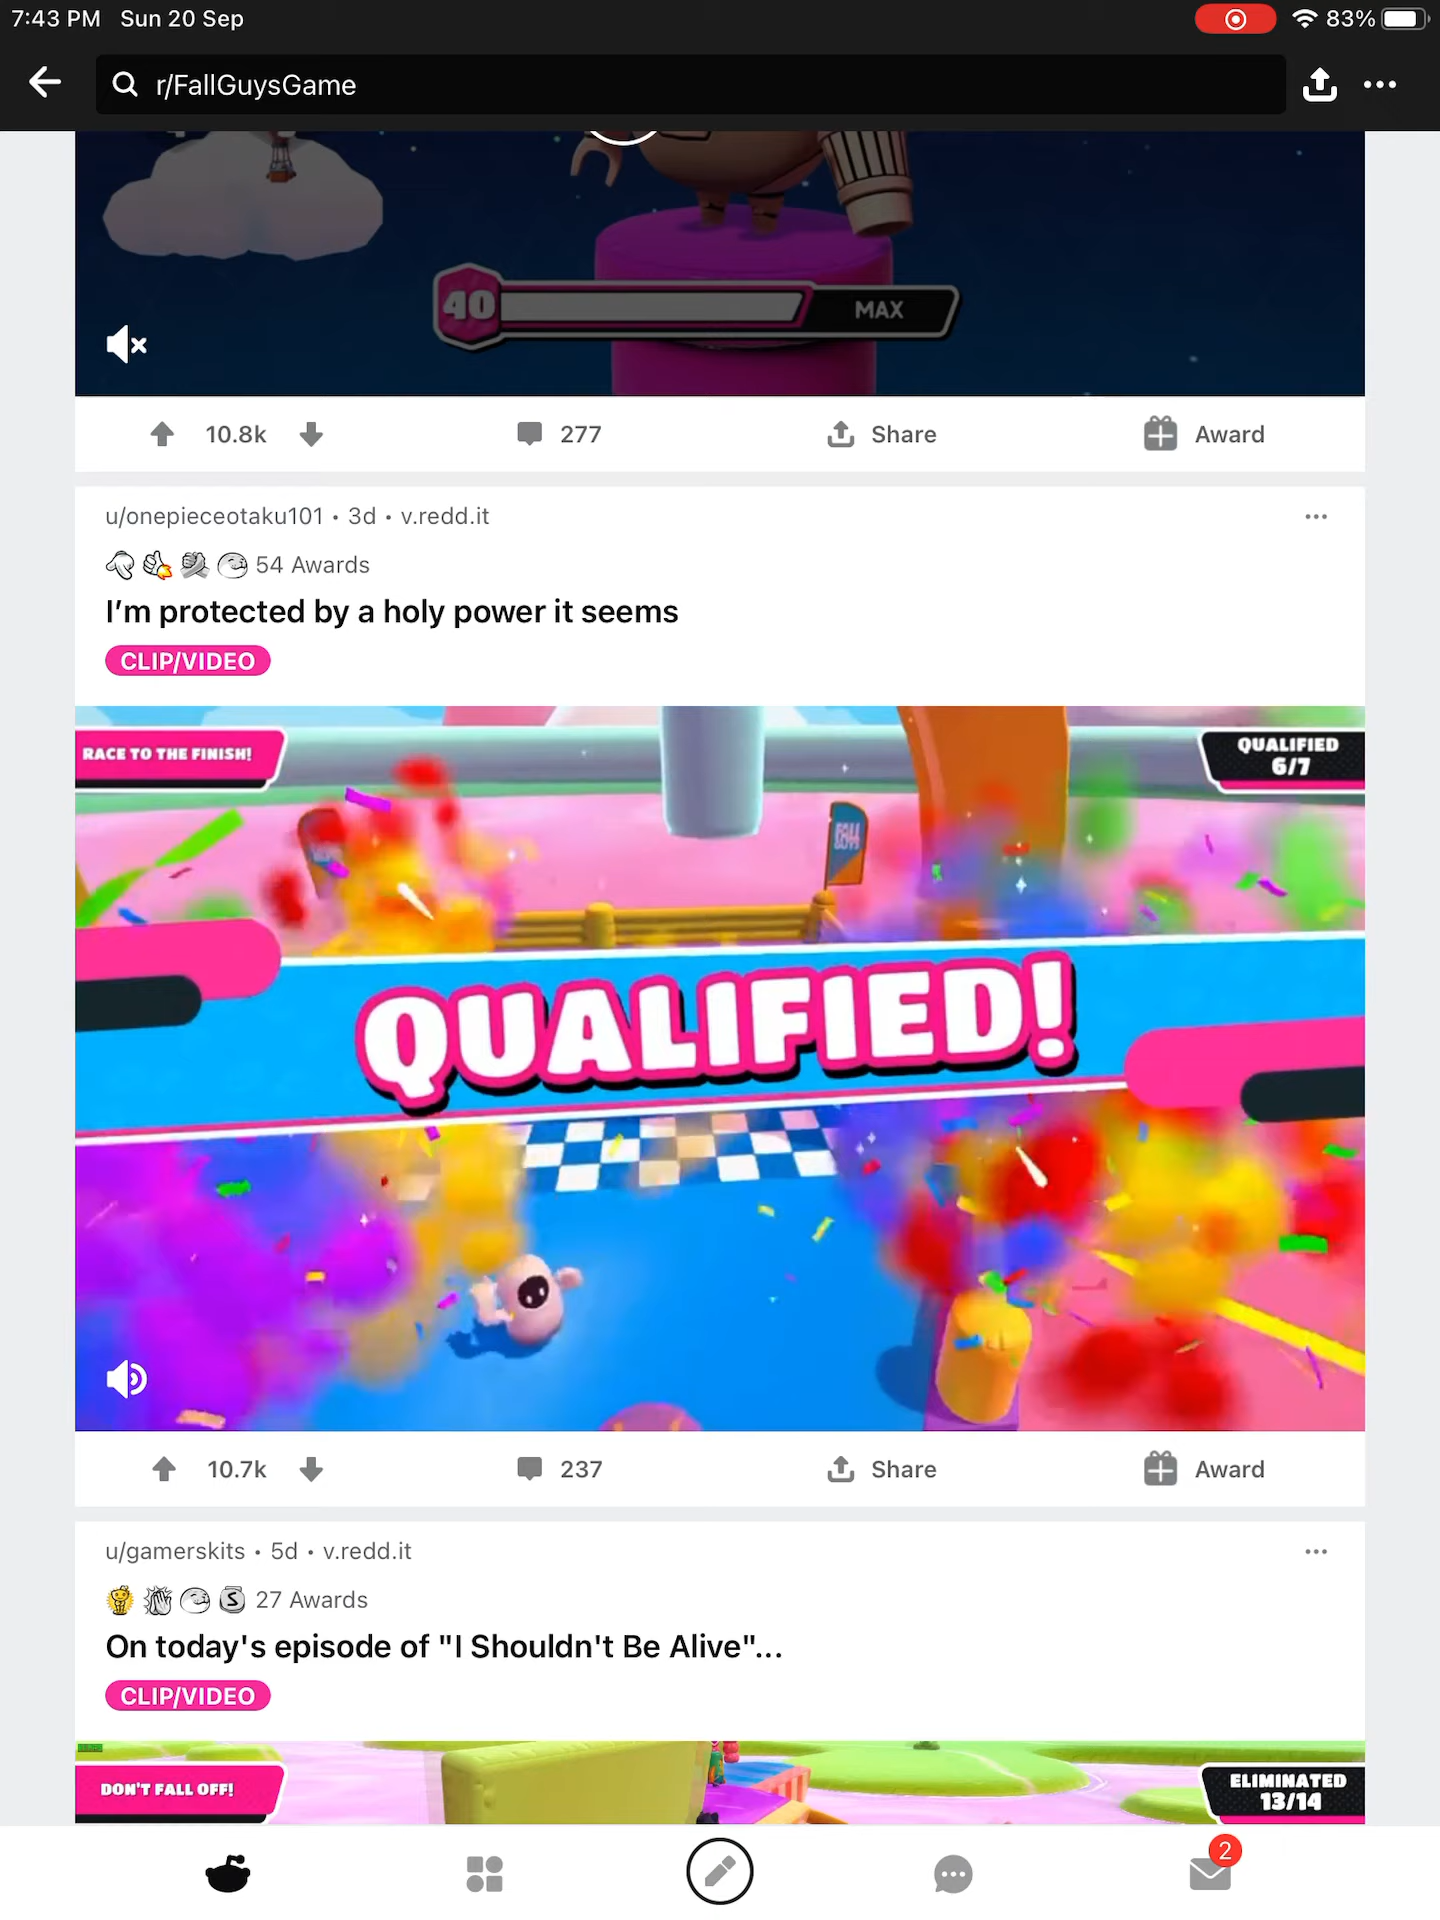 7:43 PM Sun 20 Sep 83%
r/FallGuysGame
40 MAX
10.8k 277 Share Award
u/onepieceotaku101 • 3d • v.redd.it
54 Awards
I’m protected by a holy power it seems
CLIP/VIDEO
RACE TO THE FINISH!
QUALIFIED
6/7
FALL
GUYS
QUALIFIED!
10.7k 237 Share Award
u/gamerskits • 5d • v.redd.it
S 27 Awards
On today's episode of "I Shouldn't Be Alive"...
CLIP/VIDEO
DON'T FALL OFF!
ELIMINATED
13/14
2